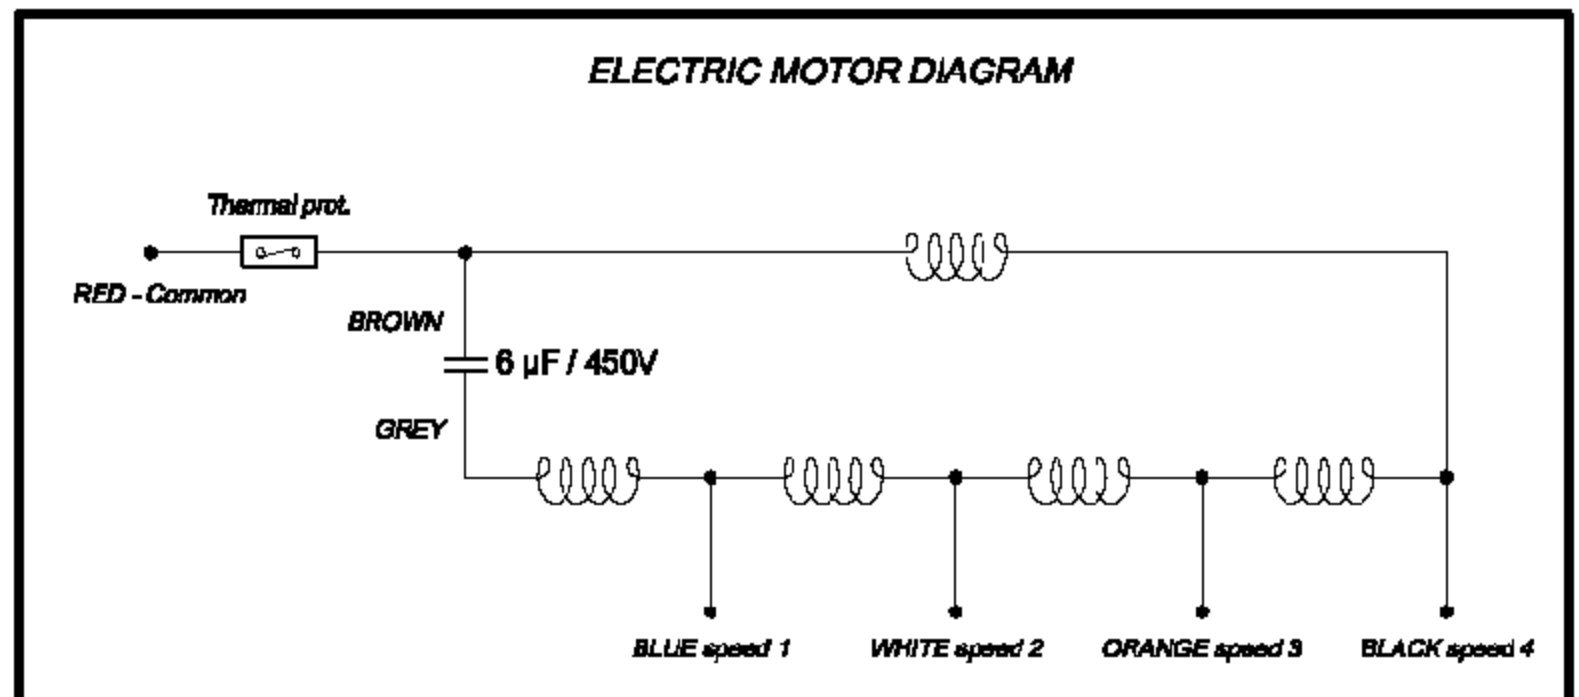 ELECTRIC MOTOR DIAGRAM
Thermal prot.
RED - Common
BROWN
6 µF / 450V
GREY
BLUE speed 1
WHITE speed 2
ORANGE speed 3
BLACK speed 4